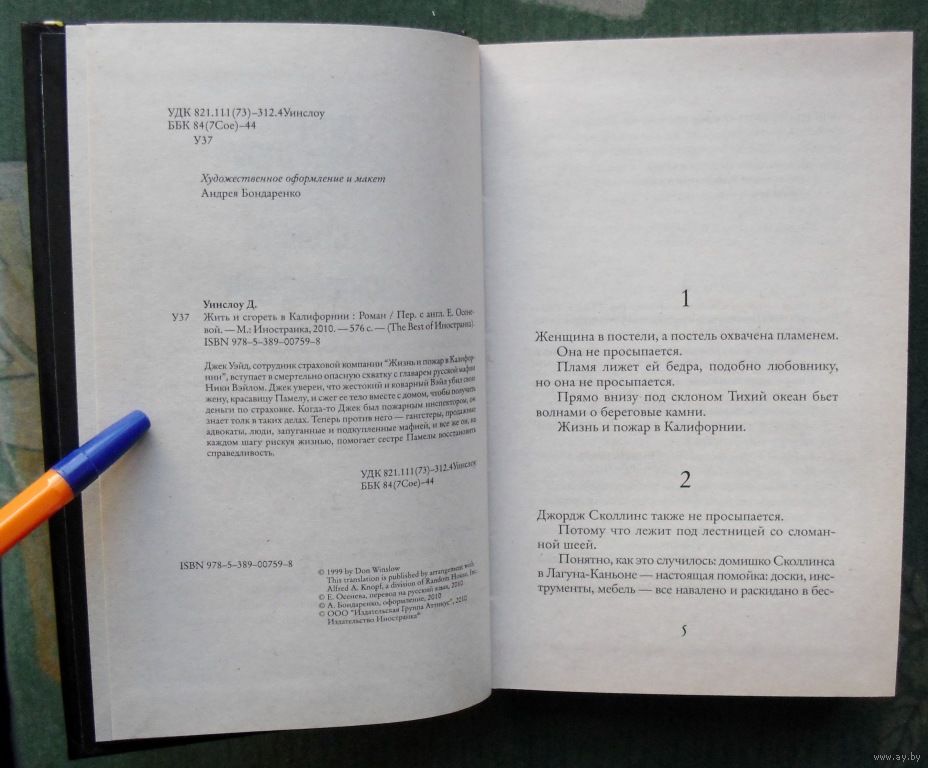 УДК 821.111(73)–312.4Уинслоу
ББК 84(7Сое)–44
У37
Художественное оформление и макет
Андрея Бондаренко
Уинслоу Д.
У37 Жить и сгореть в Калифорнии : Роман / Пер. с англ. Е. Осене-
вой. — М.: Иностранка, 2010. — 576 с. — (The Best of Иностранка).
ISBN 978–5–389–00759–8
Джек Уэйд, сотрудник страховой компании "Жизнь и пожар в Калифор-
нии", вступает в смертельно опасную схватку с главарем русской мафии
Ники Вэйлом. Джек уверен, что жестокий и коварный Вэйл убил свою
жену, красавицу Памелу, и сжег ее тело вместе с домом, чтобы получить
деньги по страховке. Когда-то Джек был пожарным инспектором, он
знает толк в таких делах. Теперь против него — гангстеры, продажные
адвокаты, люди, запуганные и подкупленные мафией, и все же он, на
каждом шагу рискуя жизнью, помогает сестре Памелы восстановить
справедливость.
УДК 821.111(73)–312.4Уинслоу
ББК 84(7Сое)–44
ISBN 978–5–389–00759–8
© 1999 by Don Winslow
This translation is published by arrangement with
Alfred A. Knopf, a division of Random House, Inc.
© Е. Осенева, перевод на русский язык, 2010
© А. Бондаренко, оформление, 2010
© ООО "Издательская Группа Аттикус", 2010
Издательство Иностранка"
1
Женщина в постели, а постель охвачена пламенем.
Она не просыпается.
Пламя лижет ей бедра, подобно любовнику,
но она не просыпается.
Прямо внизу под склоном Тихий океан бьет
волнами о береговые камни.
Жизнь и пожар в Калифорнии.
2
Джордж Сколлинс также не просыпается.
Потому что лежит под лестницей со сломан-
ной шеей.
Понятно, как это случилось: домишко Сколлинса
в Лагуна-Каньоне — настоящая помойка: доски, инс-
трументы, мебель — все навалено и раскидано в бес-
5
www.ay.by